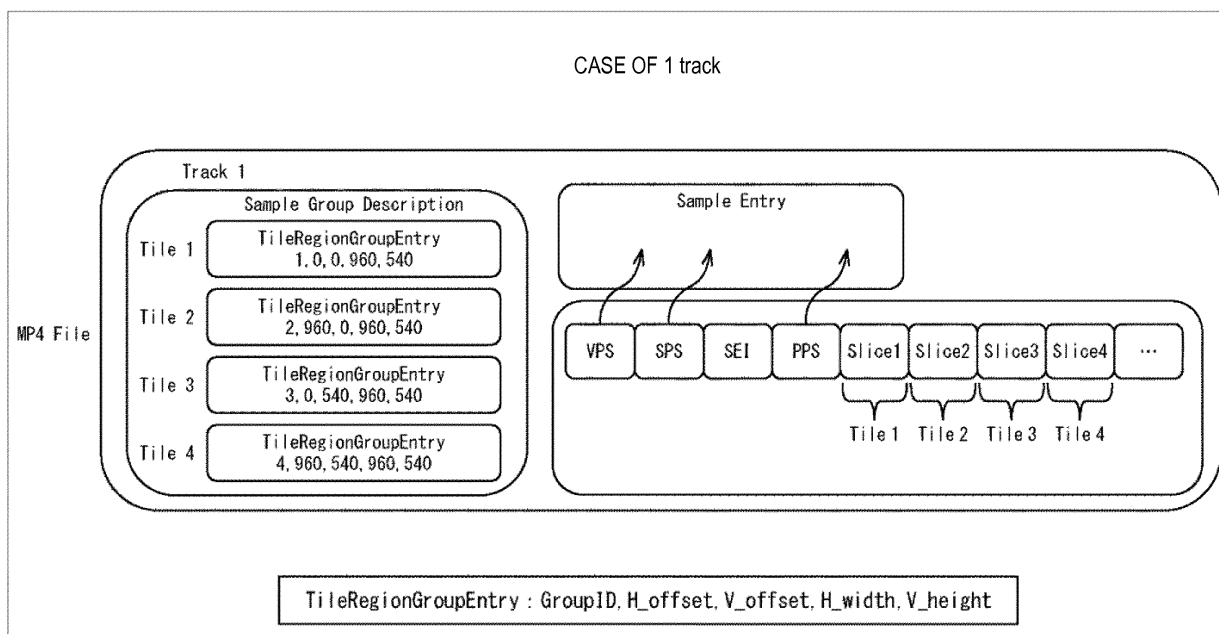 CASE OF 1 track
MP4 File
Track 1
Sample Group Description
Tile 1
TileRegionGroupEntry
1,0,0,960,540
Tile 2
TileRegionGroupEntry
2,960,0,960,540
Tile 3
TileRegionGroupEntry
3,0,540,960,540
Tile 4
TileRegionGroupEntry
4,960,540,960,540
Sample Entry
VPS SPS SEI PPS Slice1 Slice2 Slice3 Slice4 ...
Tile 1 Tile 2 Tile 3 Tile 4
TileRegionGroupEntry : GroupID, H_offset, V_offset, H_width, V_height